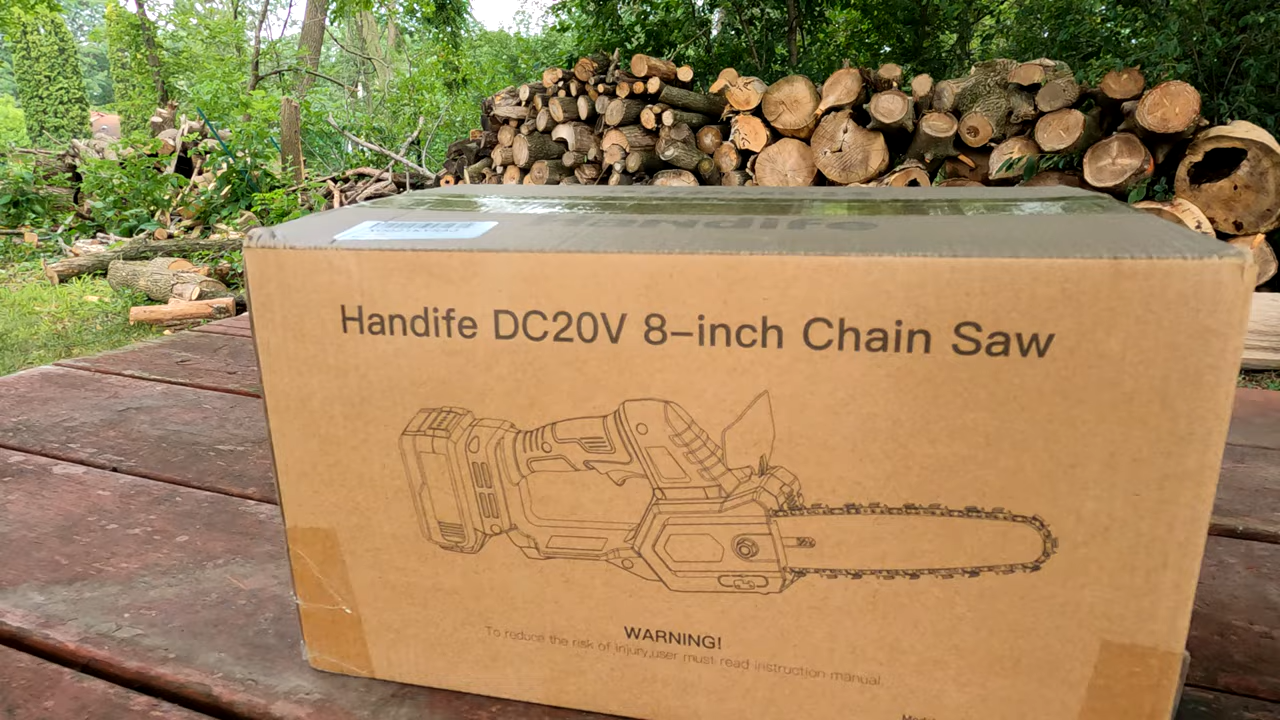 Handife
Handife DC20V 8-inch Chain Saw
WARNING!
To reduce the risk of injury,user must read instruction manual.